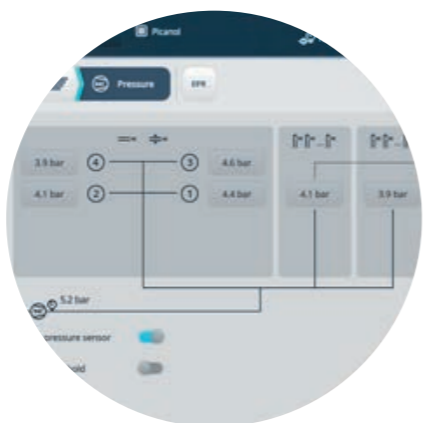 Picanol
Pressure EPR
3.9 bar 4 3 4.6 bar
4.1 bar 2 1 4.4 bar 4.1 bar 3.9 bar
5.2 bar
pressure sensor